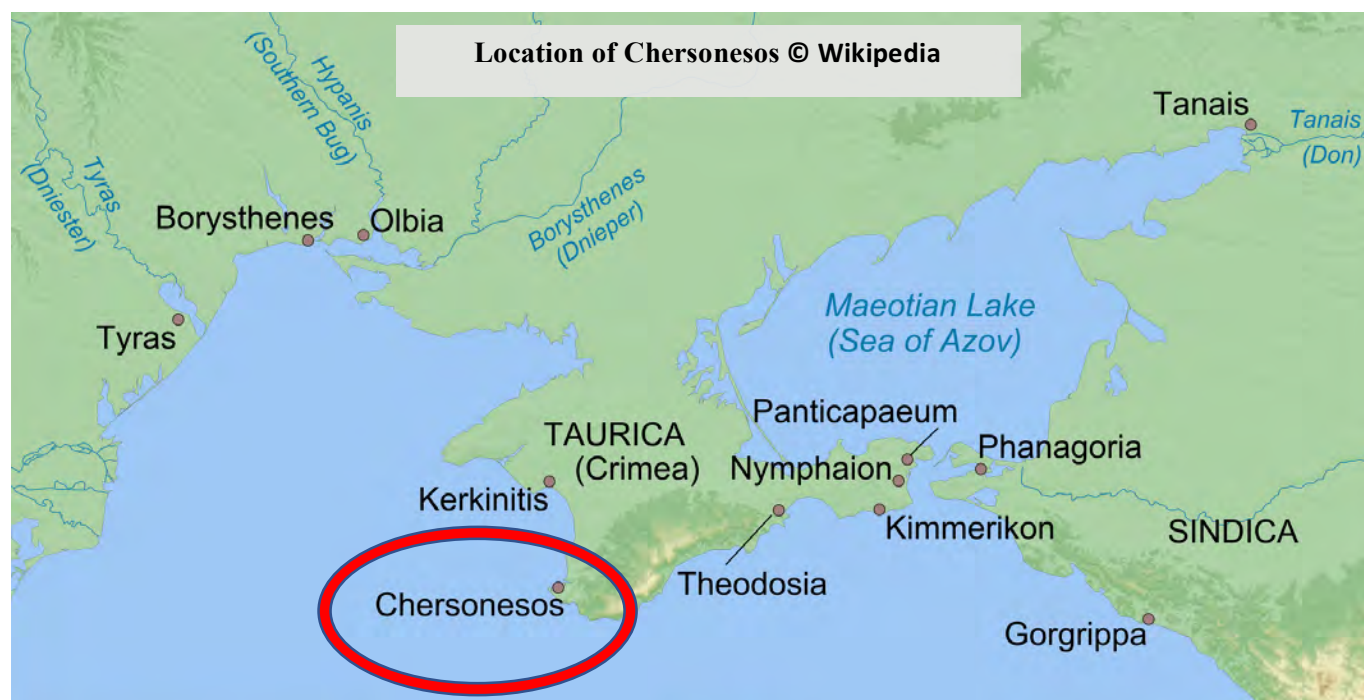 Location of Chersonesos © Wikipedia
Hypanis
(Southern Bug)
Tyras
(Dniester)
Borysthenes
Olbia
Borysthenes
(Dnieper)
Tanais
Tanais
(Don)
Tyras
Maeotian Lake
(Sea of Azov)
Panticapaeum
TAURICA
(Crimea)
Nymphaion
Phanagoria
Kerkinitis
Kimmerikon
SINDICA
Theodosia
Chersonesos
Gorgrippa